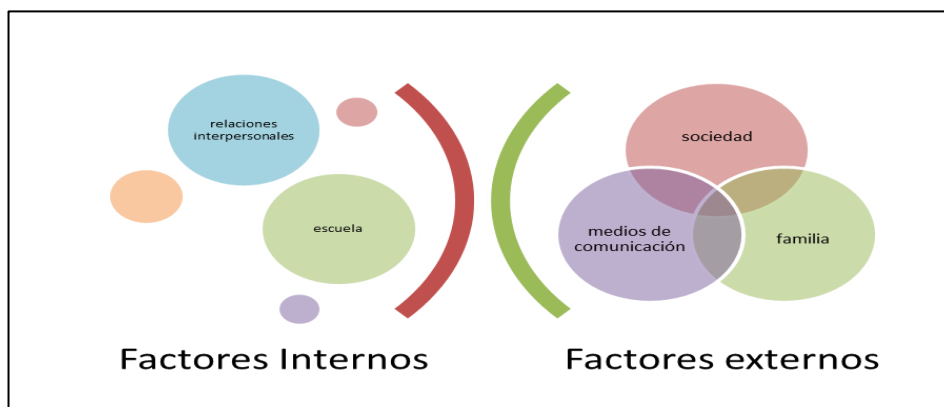 relaciones
interpersonales
escuela
Factores Internos
sociedad
medios de
comunicación
familia
Factores externos